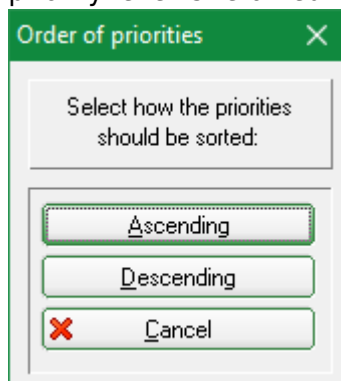 Order of priorities
Select how the priorities
should be sorted:
Ascending
Descending
Cancel